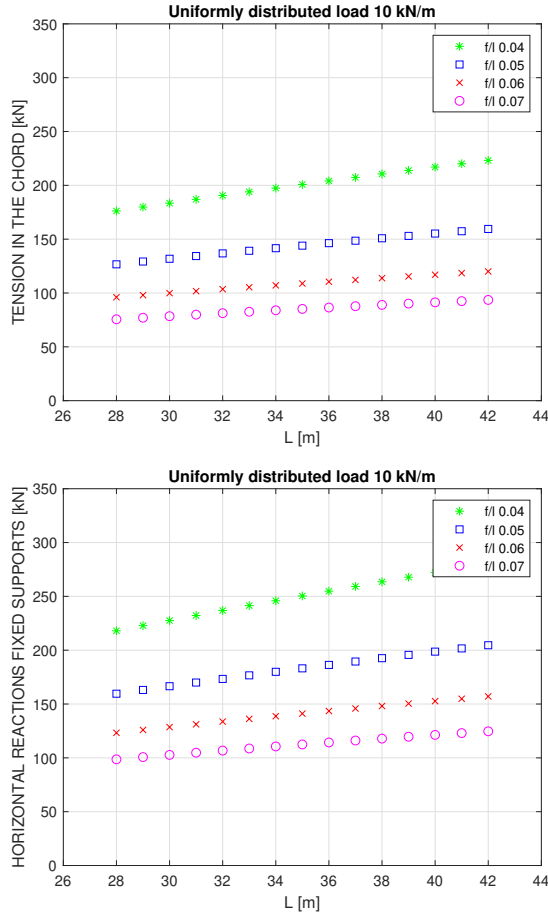 Uniformly distributed load 10 kN/m
350
300
250
200
150
100
50
0
TENSION IN THE CHORD [kN]
f/l 0.04
f/l 0.05
f/l 0.06
f/l 0.07
26 28 30 32 34 36 38 40 42 44
L [m]
Uniformly distributed load 10 kN/m
350
300
250
200
150
100
50
0
HORIZONTAL REACTIONS FIXED SUPPORTS [kN]
f/l 0.04
f/l 0.05
f/l 0.06
f/l 0.07
26 28 30 32 34 36 38 40 42 44
L [m]